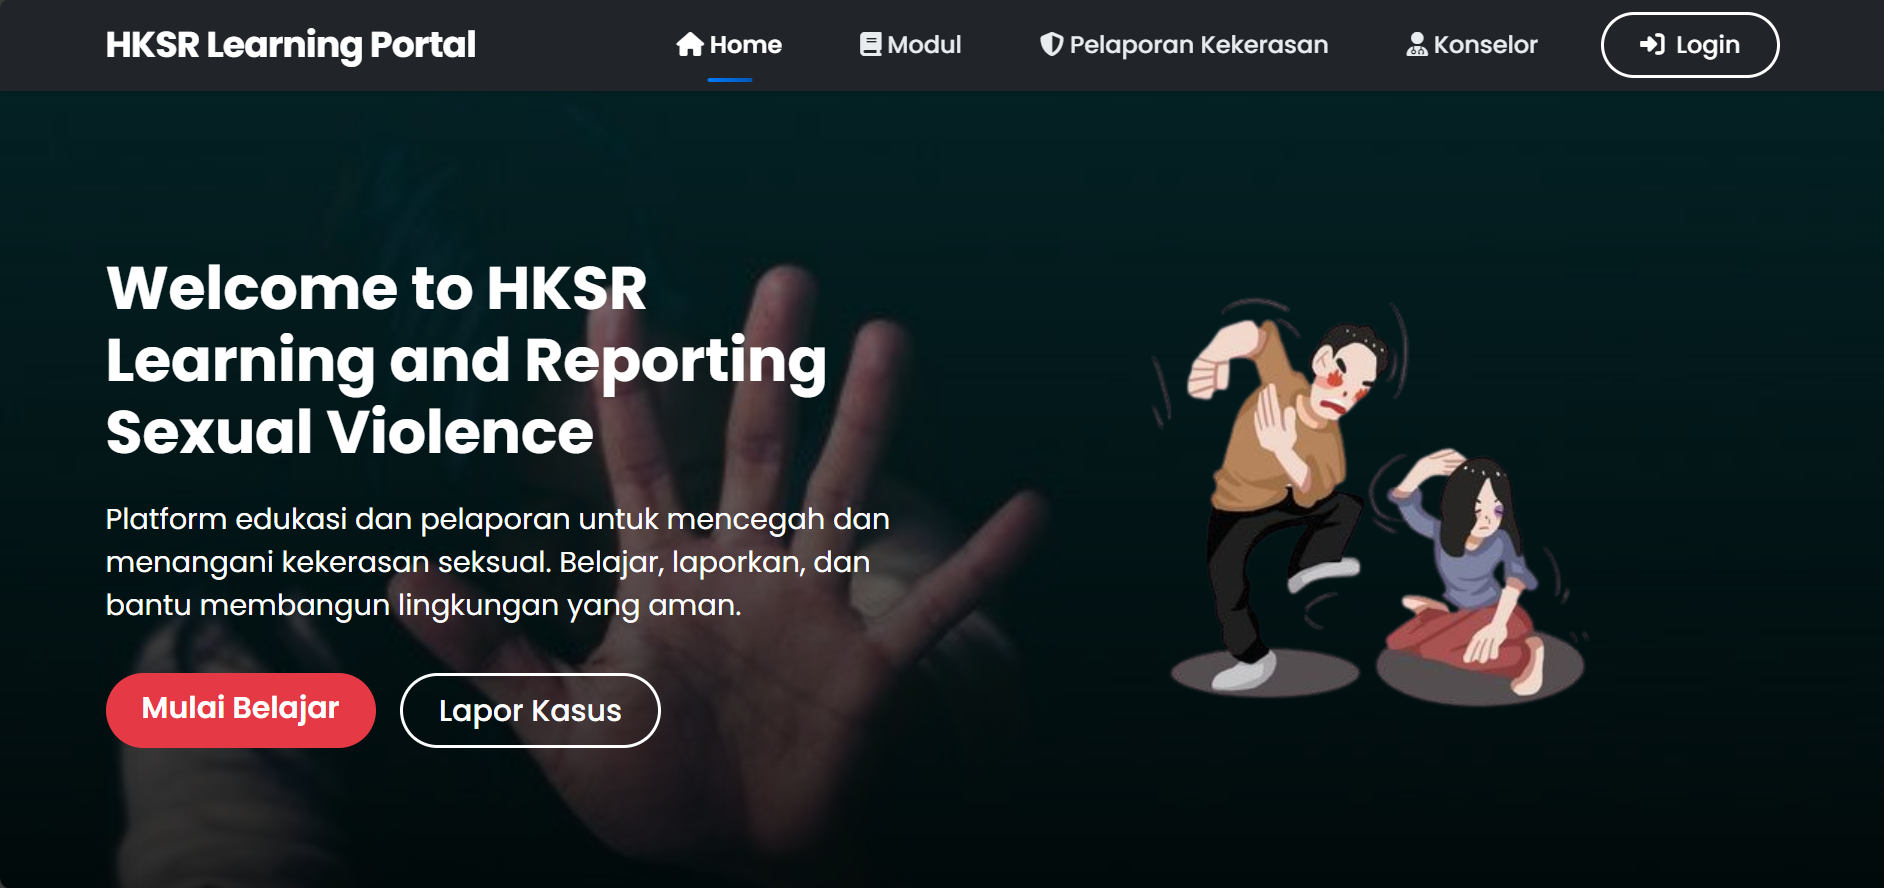 HKSR Learning Portal
Home
Modul
Pelaporan Kekerasan
Konselor
Login
Welcome to HKSR
Learning and Reporting
Sexual Violence
Platform edukasi dan pelaporan untuk mencegah dan
menangani kekerasan seksual. Belajar, laporkan, dan
bantu membangun lingkungan yang aman.
Mulai Belajar
Lapor Kasus